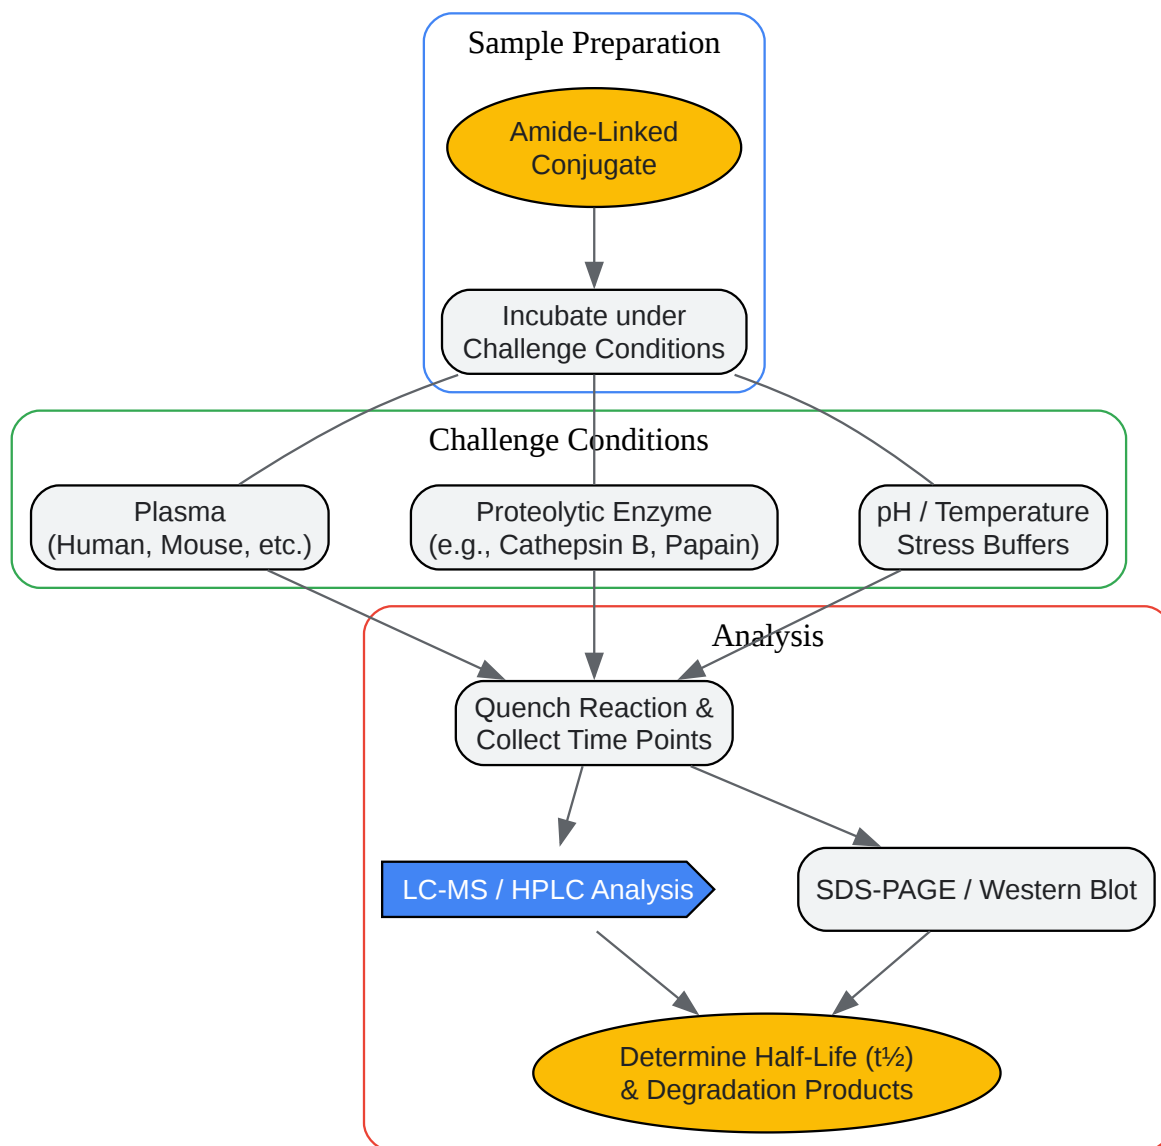 Sample Preparation
Amide-Linked
Conjugate
Incubate under
Challenge Conditions
Challenge Conditions
Plasma
(Human, Mouse, etc.)
Proteolytic Enzyme
(e.g., Cathepsin B, Papain)
pH / Temperature
Stress Buffers
Analysis
Quench Reaction &
Collect Time Points
LC-MS / HPLC Analysis
SDS-PAGE / Western Blot
Determine Half-Life (t½)
& Degradation Products